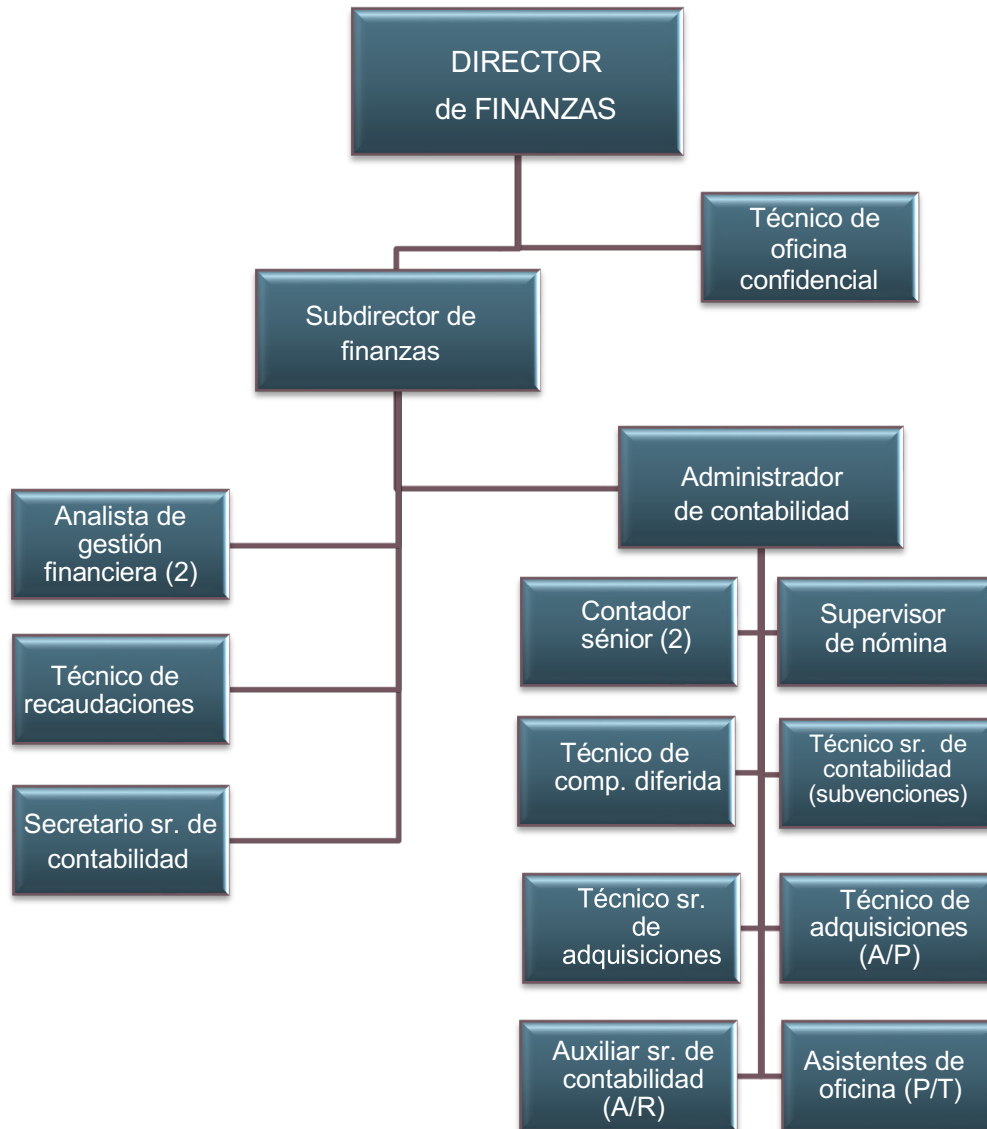 DIRECTOR
de FINANZAS
Técnico de
oficina
confidencial
Subdirector de
finanzas
Administrador
de contabilidad
Analista de
gestión
financiera (2)
Técnico de
recaudaciones
Secretario sr. de
contabilidad
Contador
sénior (2)
Supervisor
de nómina
Técnico de
comp. diferida
Técnico sr. de
contabilidad
(subvenciones)
Técnico sr.
de
adquisiciones
Técnico de
adquisiciones
(A/P)
Auxiliar sr. de
contabilidad
(A/R)
Asistentes de
oficina (P/T)